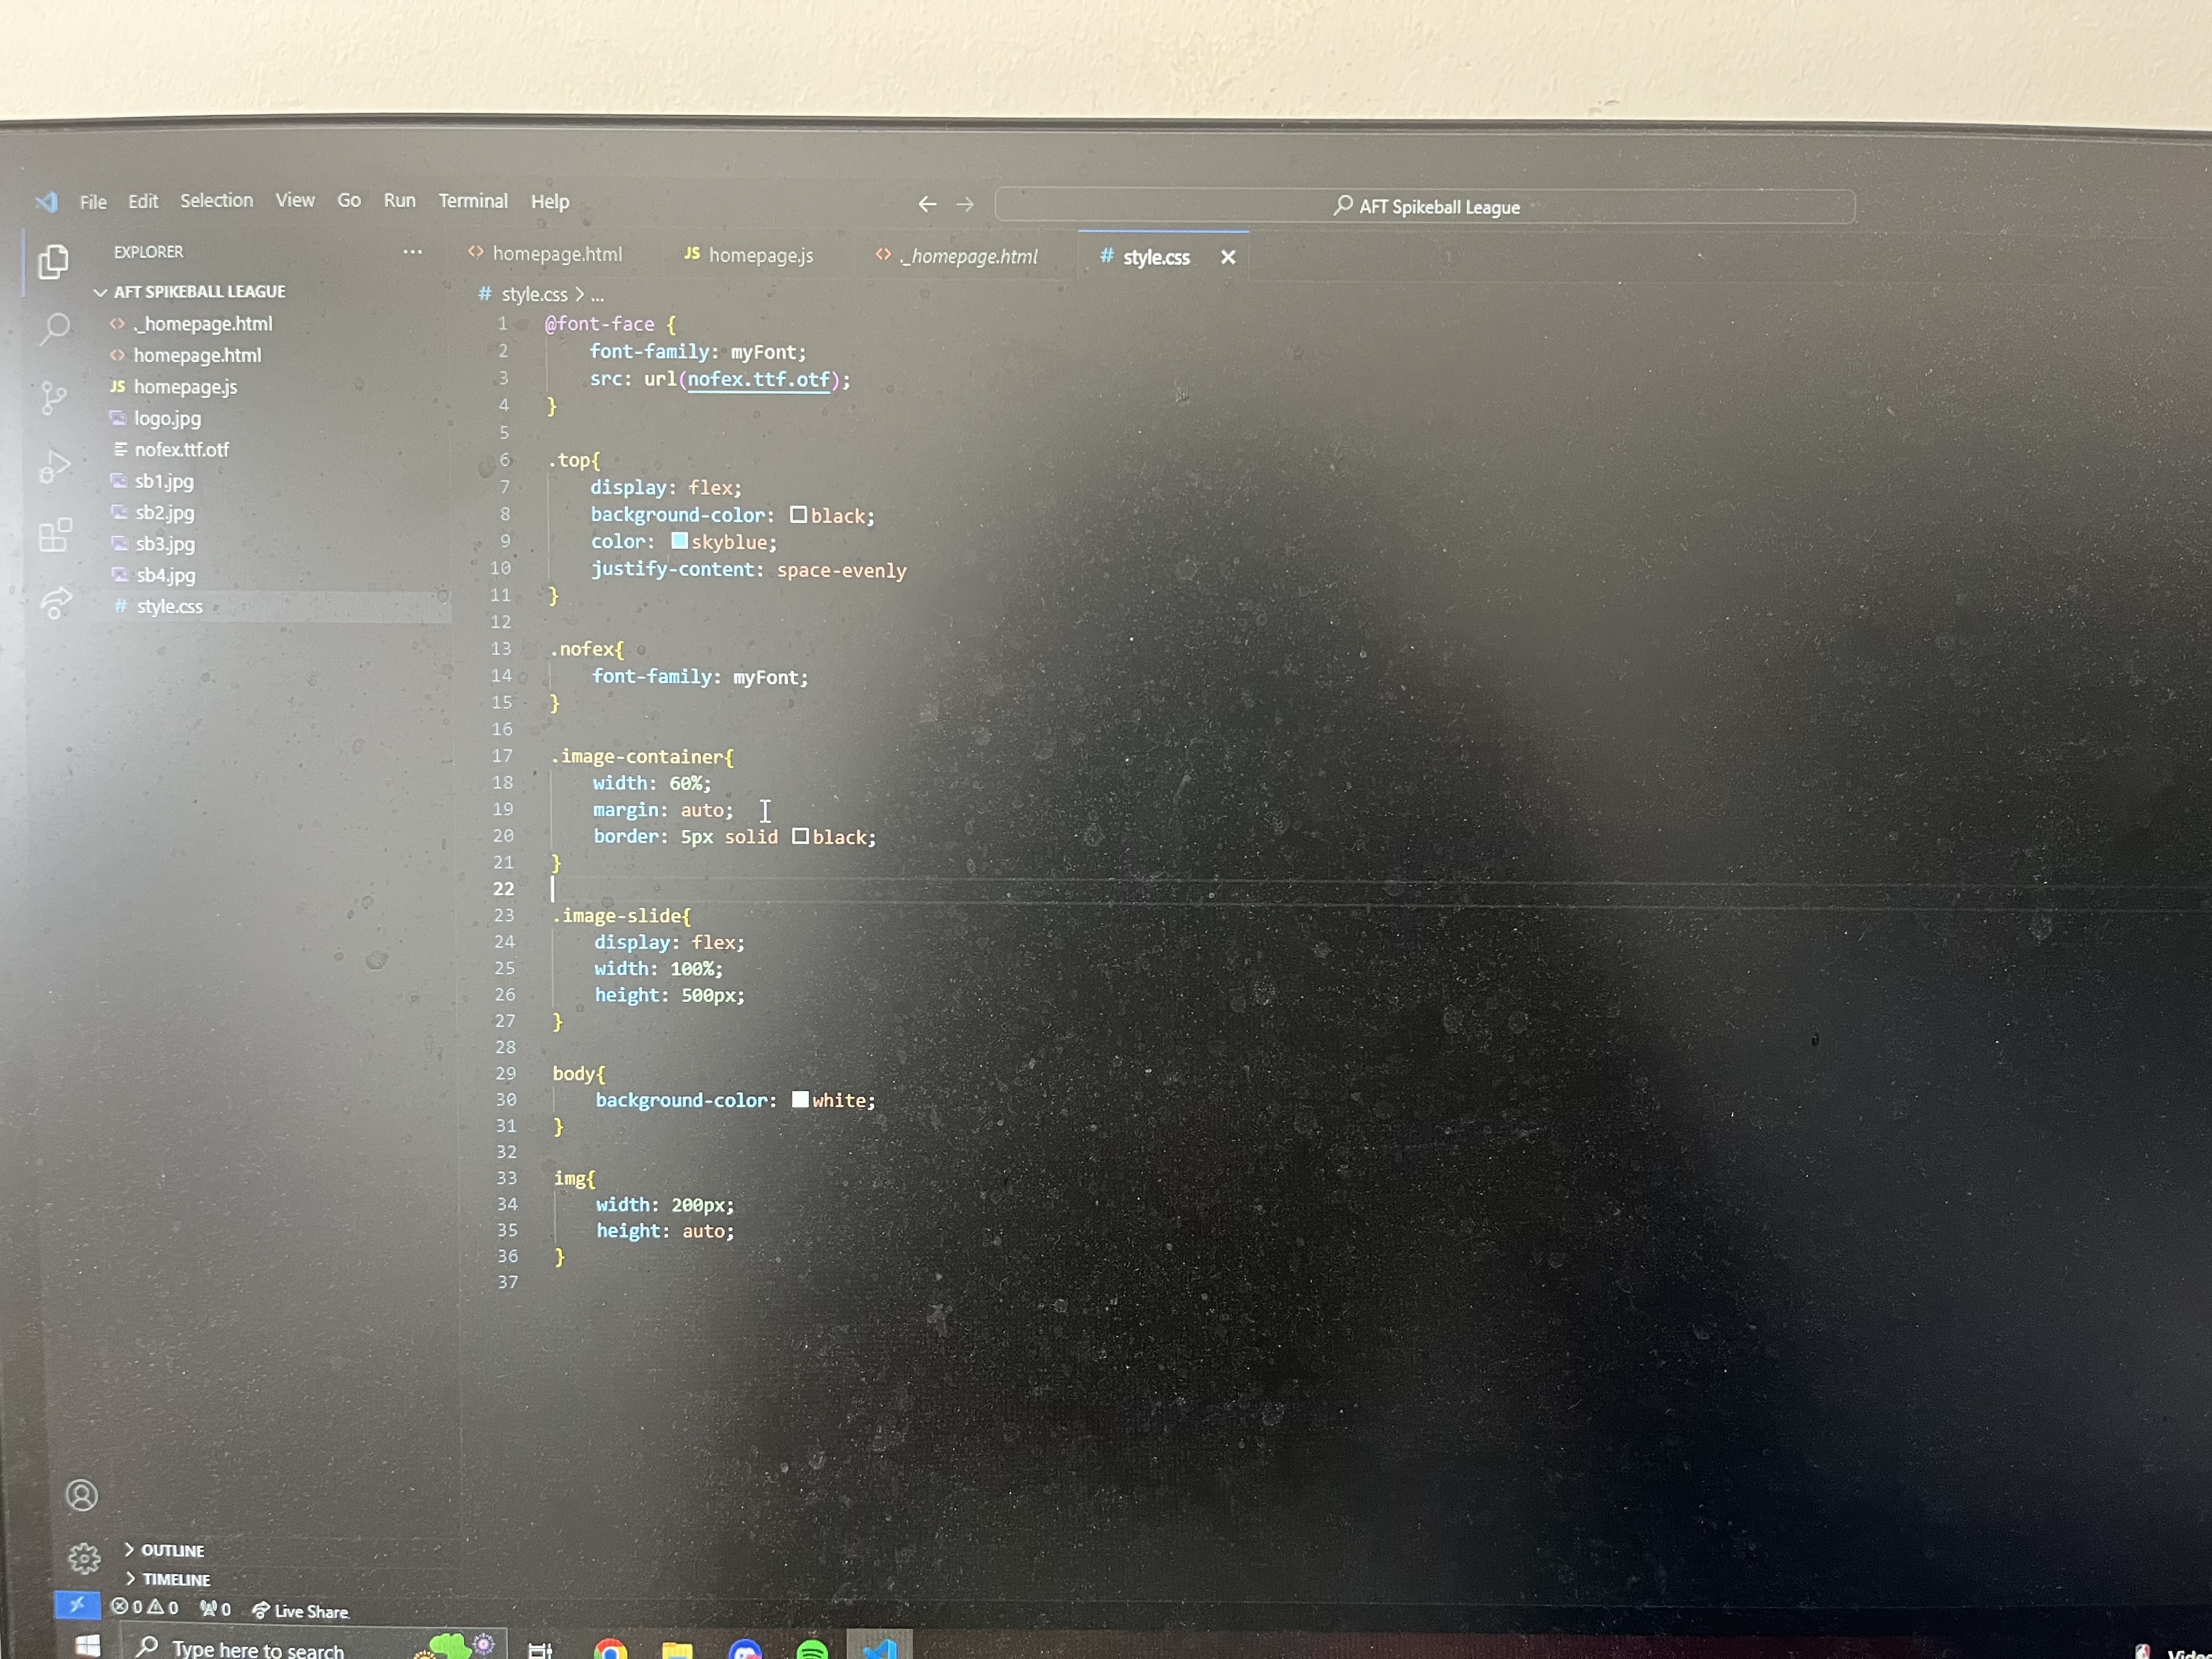 File Edit Selection View Go Run Terminal Help
AFT Spikeball League
EXPLORER
AFT SPIKEBALL LEAGUE
._homepage.html
homepage.html
JS homepage.js
logo.jpg
nofex.ttf.otf
sb1.jpg
sb2.jpg
sb3.jpg
sb4.jpg
# style.css
OUTLINE
TIMELINE
homepage.html JS homepage.js ._homepage.html # style.css
# style.css > ...
1 @font-face {
2 font-family: myFont;
3 src: url(nofex.ttf.otf);
4 }
5
6 .top{
7 display: flex;
8 background-color: black;
9 color: skyblue;
10 justify-content: space-evenly
11 }
12
13 .nofex{
14 font-family: myFont;
15 }
16
17 .image-container{
18 width: 60%;
19 margin: auto;
20 border: 5px solid black;
21 }
22
23 .image-slide{
24 display: flex;
25 width: 100%;
26 height: 500px;
27 }
28
29 body{
30 background-color: white;
31 }
32
33 img{
34 width: 200px;
35 height: auto;
36 }
37
0 0 0 Live Share
Type here to search